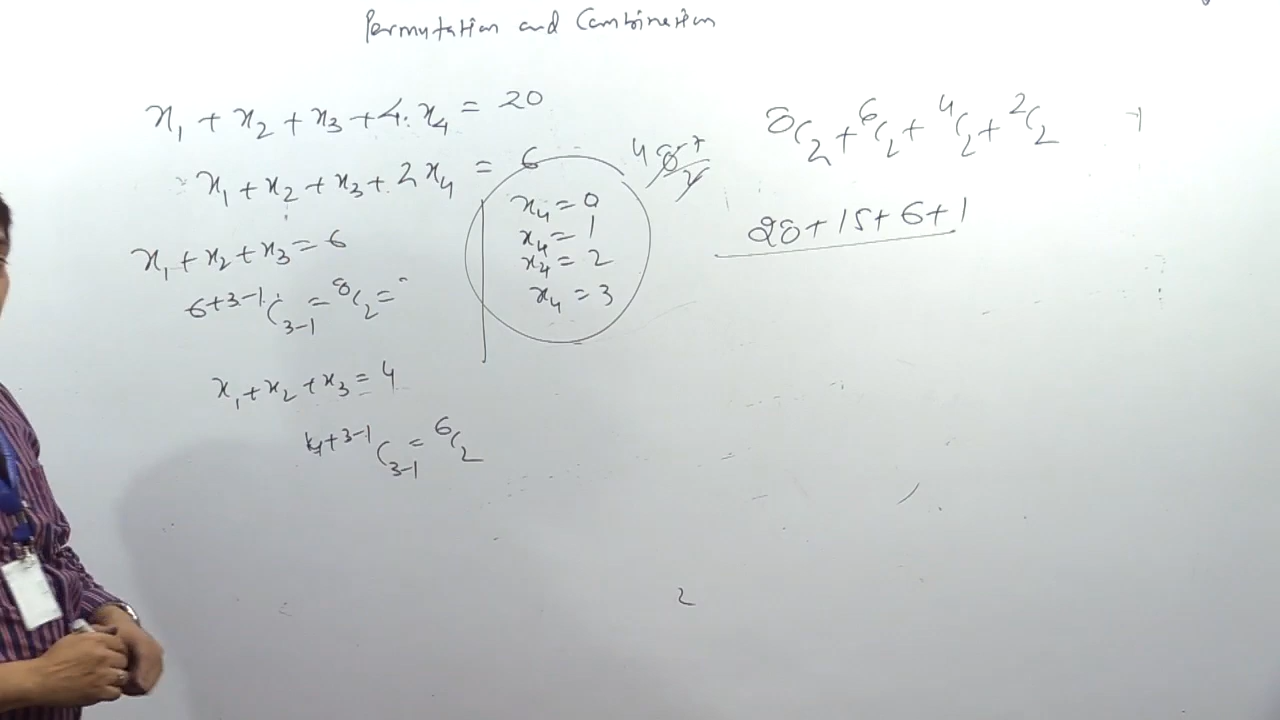 Permutation and Combination
x₁ + x₂ + x₃ + 4·x₄ = 20
x₁ + x₂ + x₃ + 2x₄ = 6
x₁ + x₂ + x₃ = 6
⁶⁺³⁻¹C₃₋₁ = ⁸C₂ =
x₁ + x₂ + x₃ = 4
⁴⁺³⁻¹C₃₋₁ = ⁶C₂
x₄ = 0
x₄ = 1
x₄ = 2
x₄ = 3
⁸C₂ + ⁶C₂ + ⁴C₂ + ²C₂
28 + 15 + 6 + 1
2